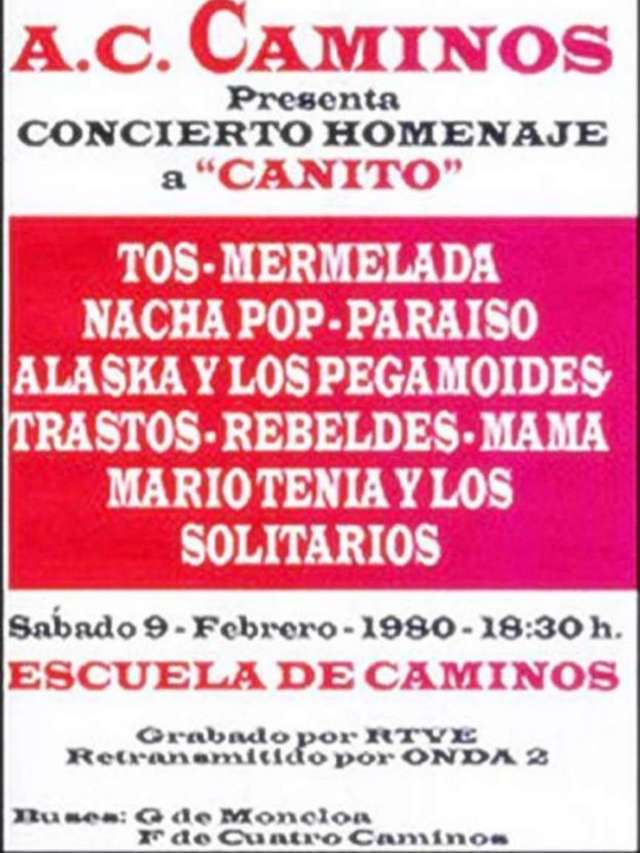 A.C. CAMINOS
Presenta
CONCIERTO HOMENAJE
a "CANITO"
TOS - MERMELADA
NACHA POP - PARAISO
ALASKA Y LOS PEGAMOIDES-
TRASTOS - REBELDES - MAMA
MARIO TENIA Y LOS
SOLITARIOS
Sábado 9 - Febrero - 1980 - 18:30 h.
ESCUELA DE CAMINOS
Grabado por RTVE
Retransmitido por ONDA 2
Buses: G de Moncloa
F de Cuatro Caminos